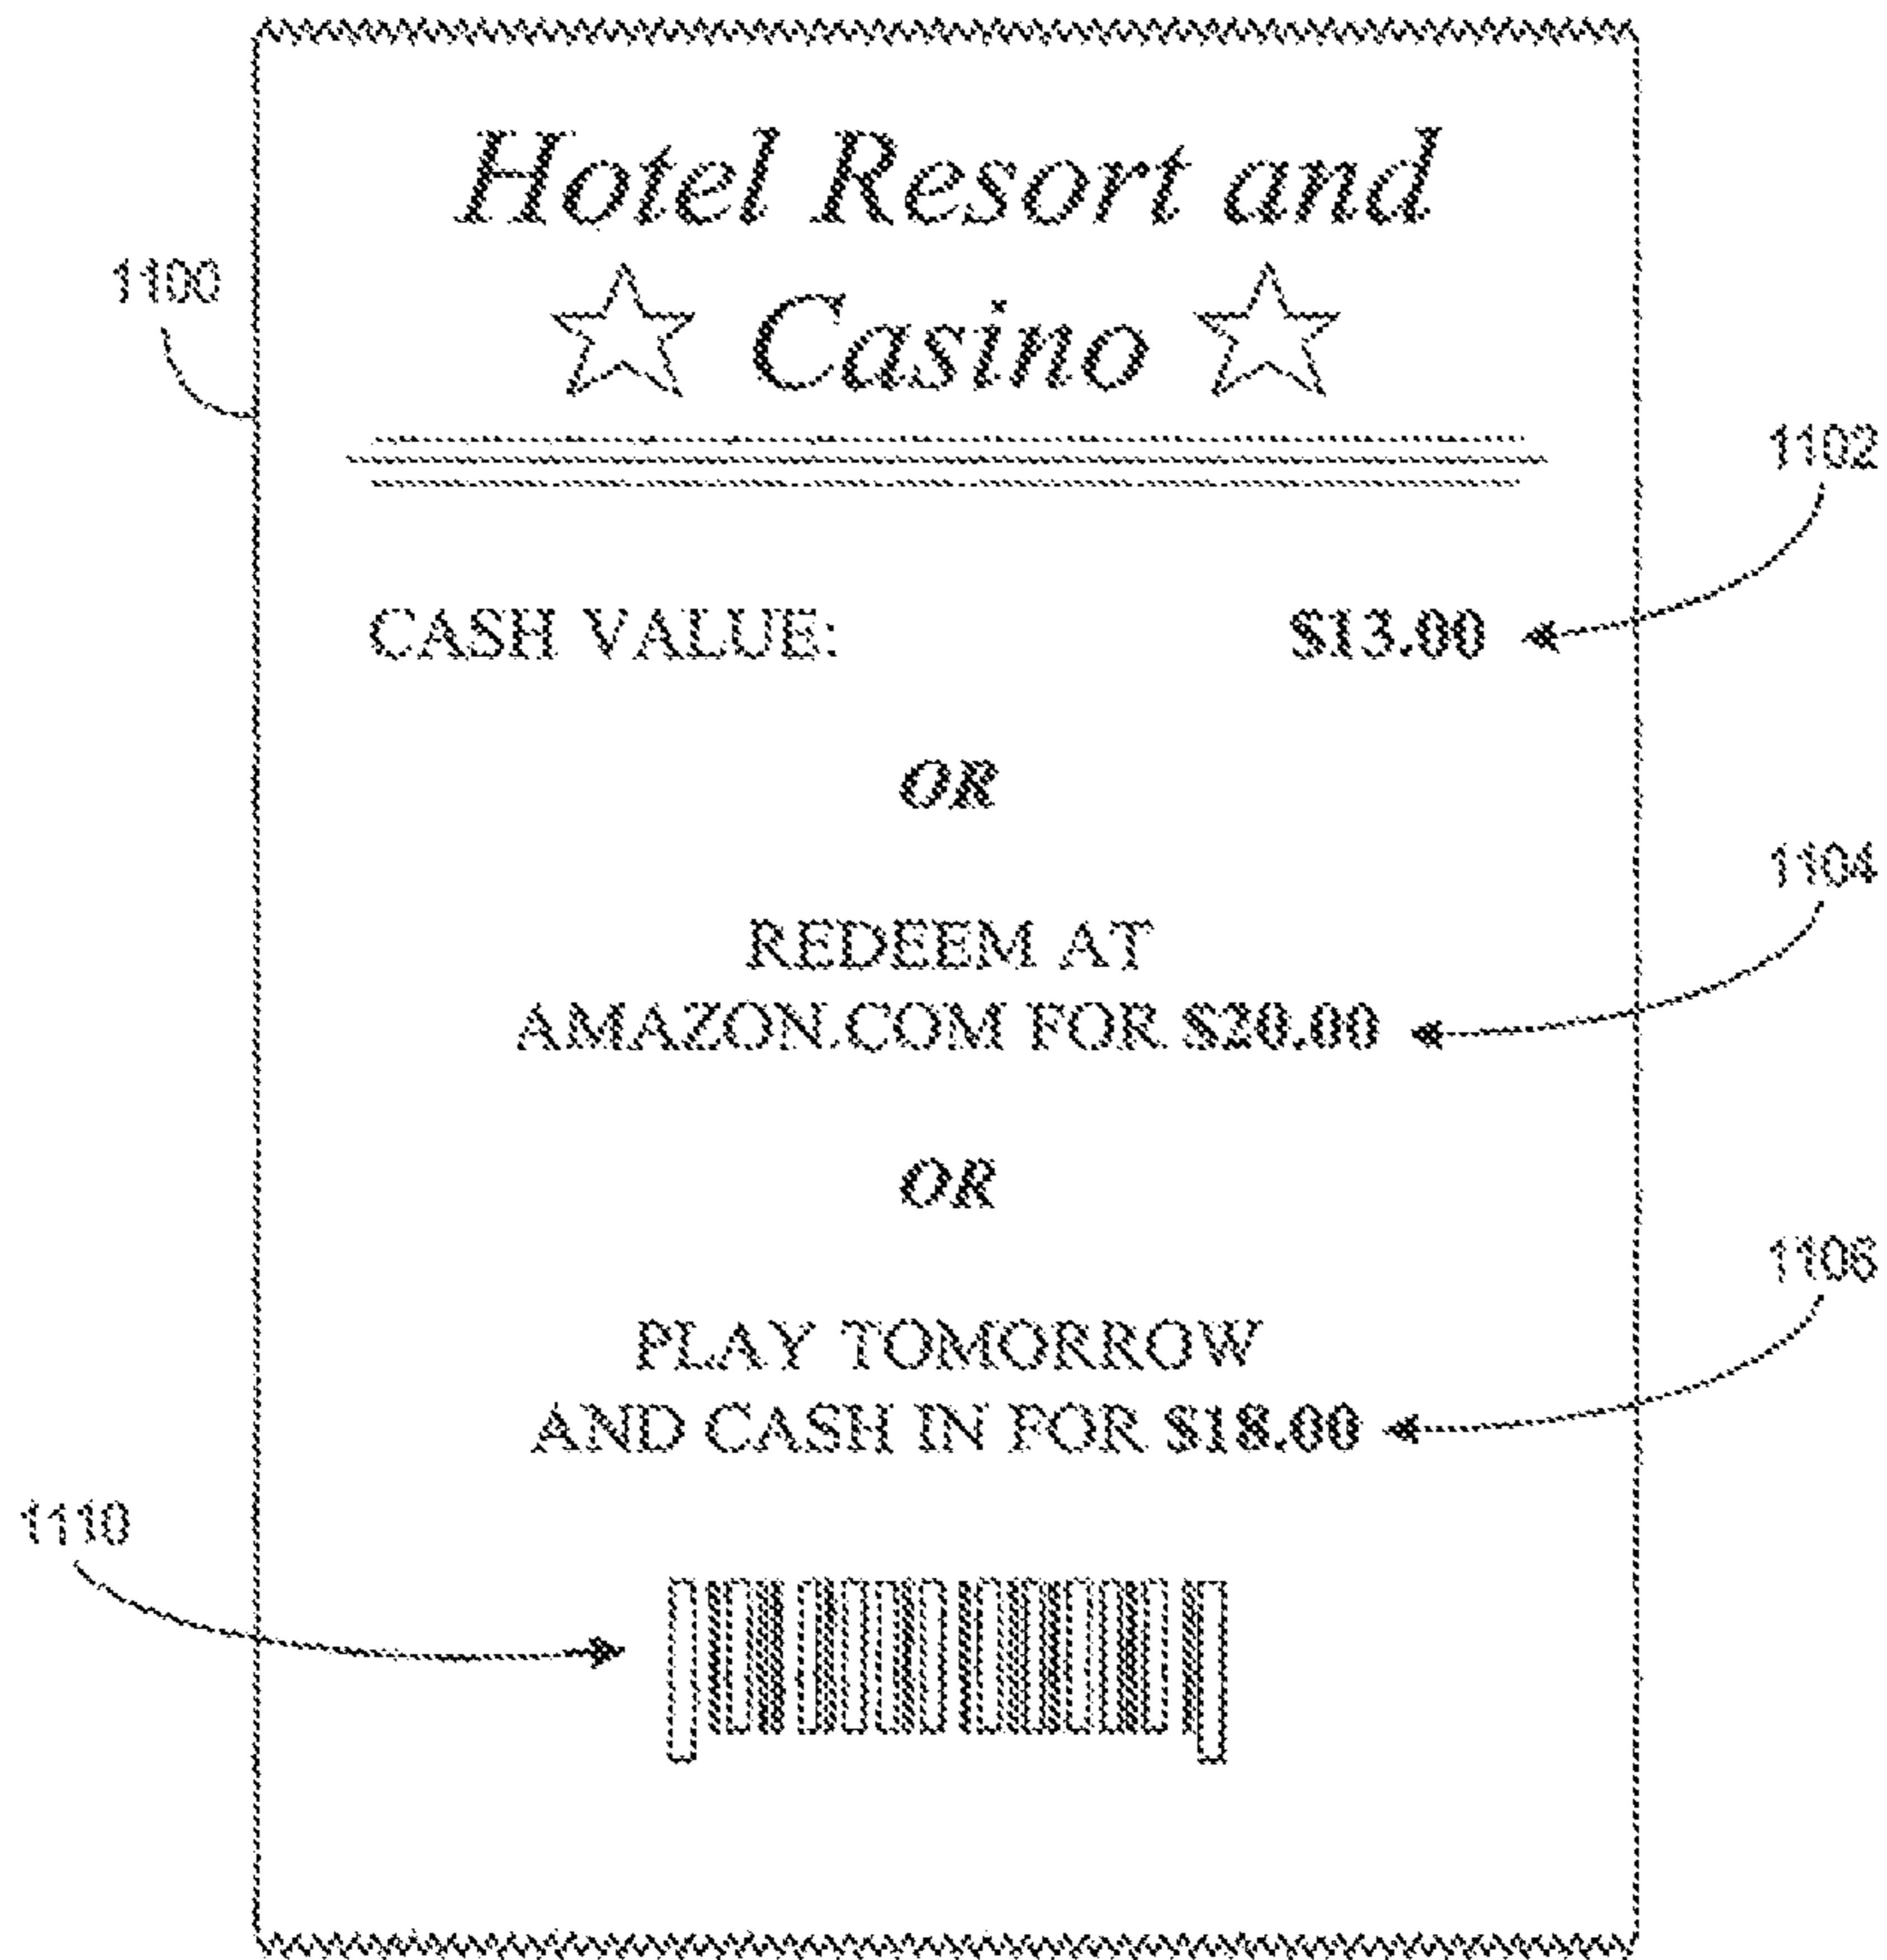 Hotel Resort and
1100
☆ Casino ☆
1102
CASH VALUE: $13.00
OR
1104
REDEEM AT
AMAZON.COM FOR $20.00
OR
1106
PLAY TOMORROW
AND CASH IN FOR $18.00
1110